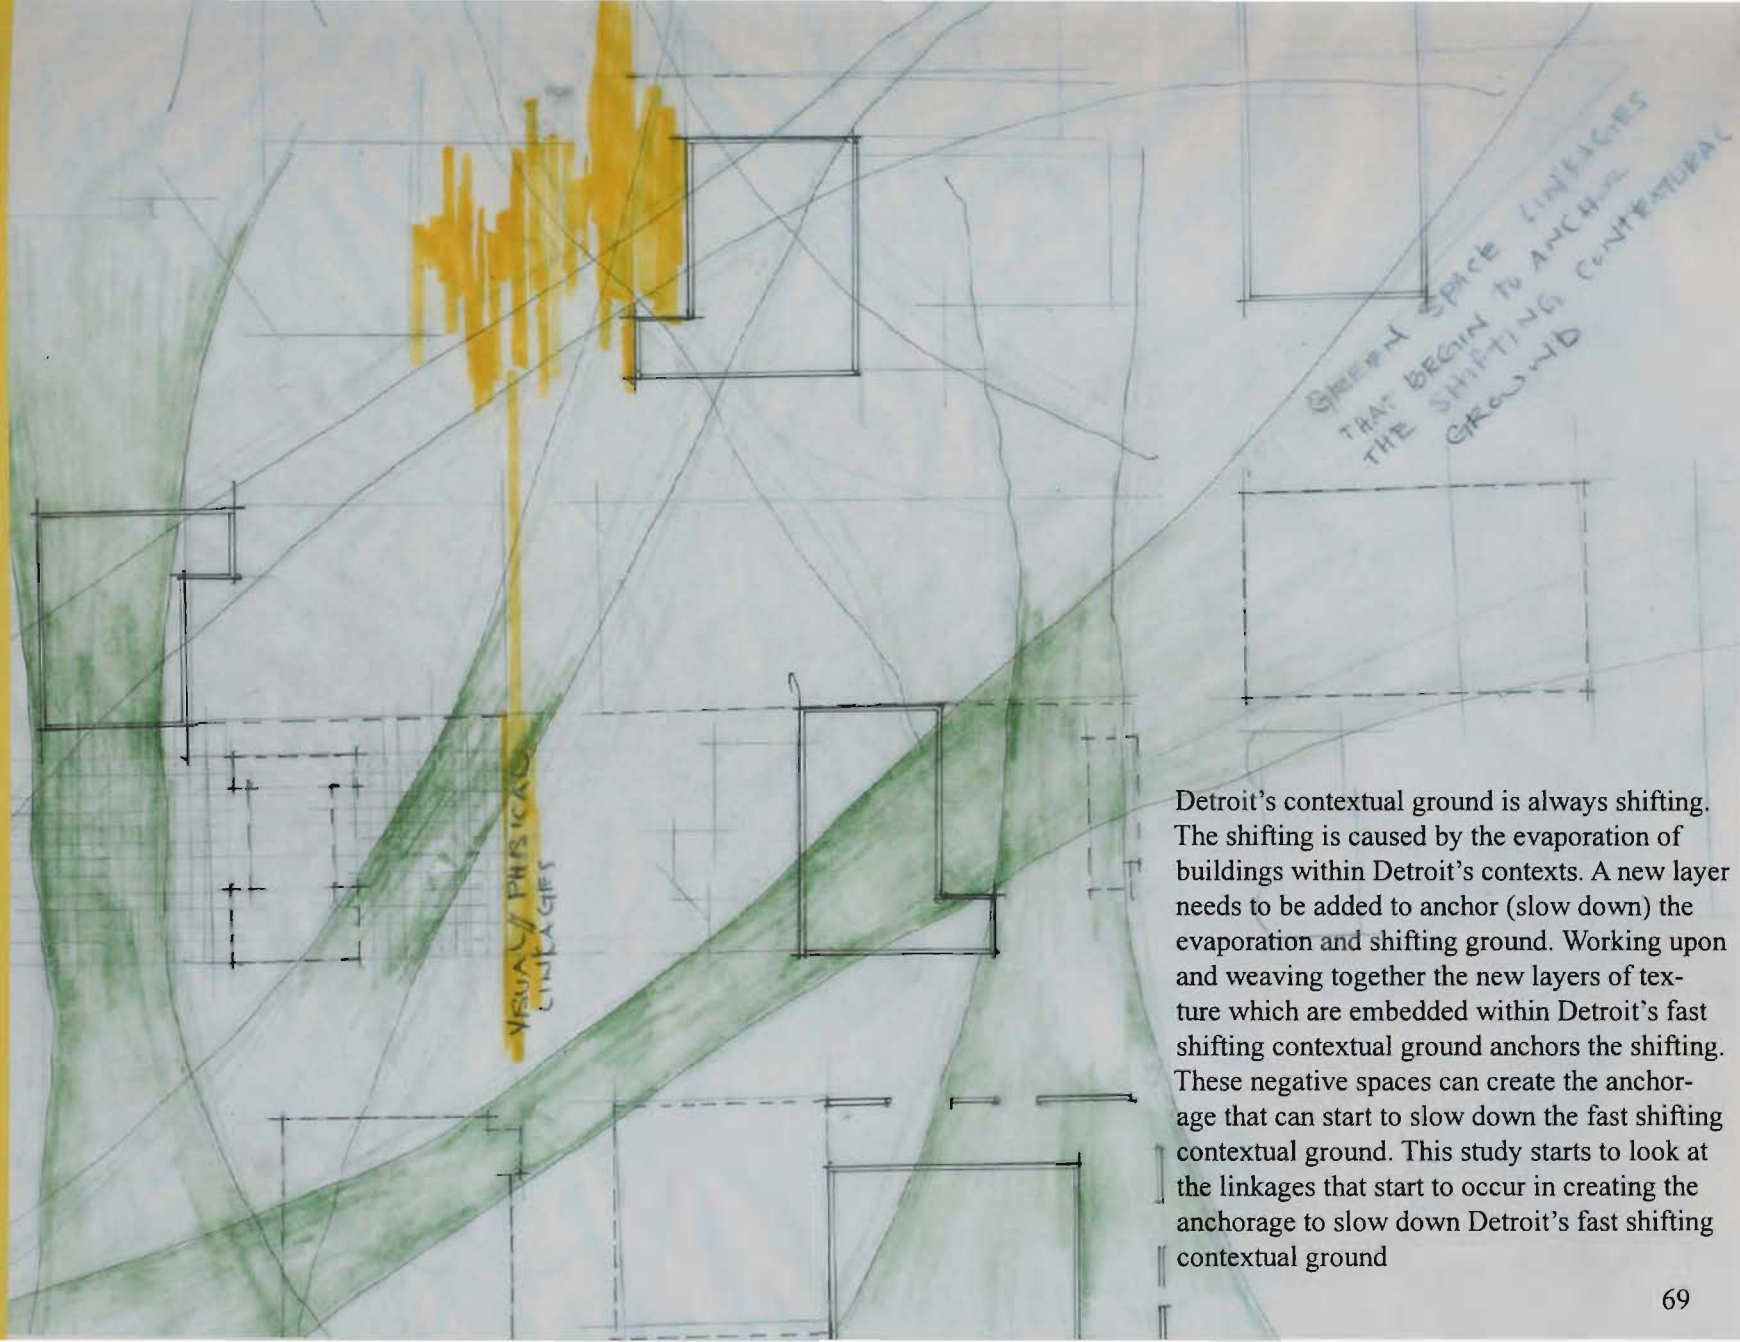 GREEN SPACE LINKAGES
THAT BEGIN TO ANCHOR
THE SHIFTING CONTEXTURAL
GROUND
VISUAL/PHISICAL
LINKAGES
Detroit's contextual ground is always shifting.
The shifting is caused by the evaporation of
buildings within Detroit's contexts. A new layer
needs to be added to anchor (slow down) the
evaporation and shifting ground. Working upon
and weaving together the new layers of tex-
ture which are embedded within Detroit's fast
shifting contextual ground anchors the shifting.
These negative spaces can create the anchor-
age that can start to slow down the fast shifting
contextual ground. This study starts to look at
the linkages that start to occur in creating the
anchorage to slow down Detroit's fast shifting
contextual ground
69